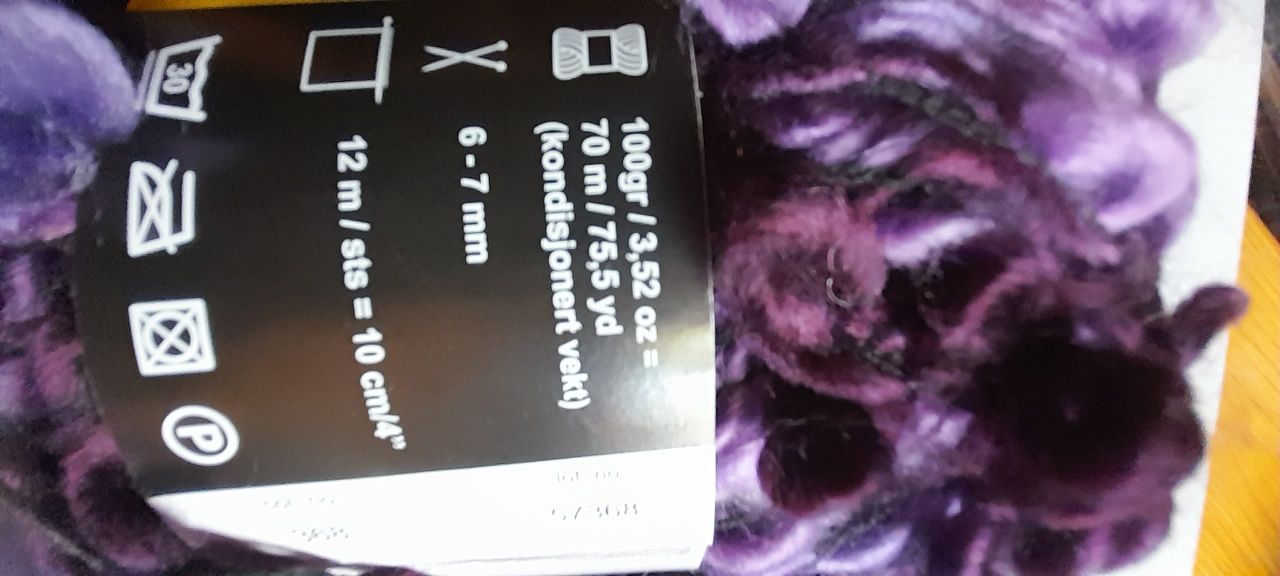 100gr / 3,52 oz =
70 m / 75,5 yd
(kondisjonert vekt)
6 - 7 mm
12 m / sts = 10 cm/4”
30
P